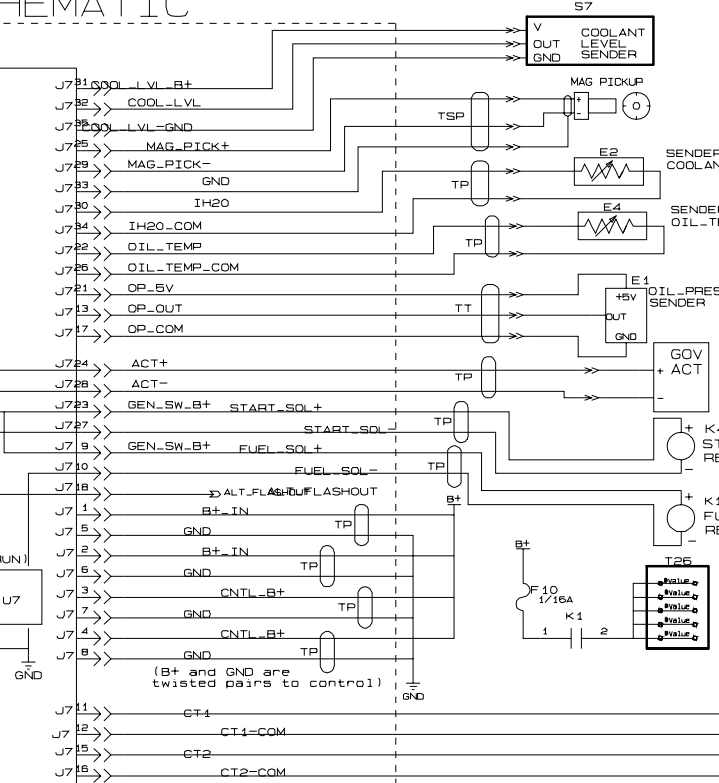 HEMATIC
S7
V
OUT
GND
COOLANT
LEVEL
SENDER
J7 31 COOL_LVL_B+
J7 32 COOL_LVL
J7 35 COOL_LVL-GND
J7 25 MAG_PICK+
J7 29 MAG_PICK-
J7 33 GND
J7 30 IH20
J7 34 IH20_COM
J7 22 OIL_TEMP
J7 26 OIL_TEMP_COM
J7 21 OP_5V
J7 13 OP_OUT
J7 17 OP_COM
J7 24 ACT+
J7 28 ACT-
J7 23 GEN_SW_B+ START_SOL+
J7 27 START_SOL-
J7 9 GEN_SW_B+ FUEL_SOL+
J7 10 FUEL_SOL-
J7 18 ALT_FLASHOUT ALT_FLASHOUT
J7 1 B+_IN
J7 5 GND
J7 2 B+_IN
J7 6 GND
J7 3 CNTL_B+
J7 7 GND
J7 4 CNTL_B+
J7 8 GND
(B+ and GND are
twisted pairs to control)
J7 11 CT1
J7 12 CT1-COM
J7 15 CT2
J7 16 CT2-COM
MAG PICKUP
+
-
TSP
TP
E2
SENDER
COOLAN
TP
E4
SENDE
OIL_TE
TT
E1
+5V
OUT
GND
OIL_PRES
SENDER
TP
GOV
ACT
+
-
TP
+
-
K4
ST
RE
TP
+
-
K1
FU
RE
B+
TP
TP
TP
TP
GND
B+
F10
1/16A
K1
1
2
T26
@Value
@Value
@Value
@Value
@Value
UN)
U7
GND